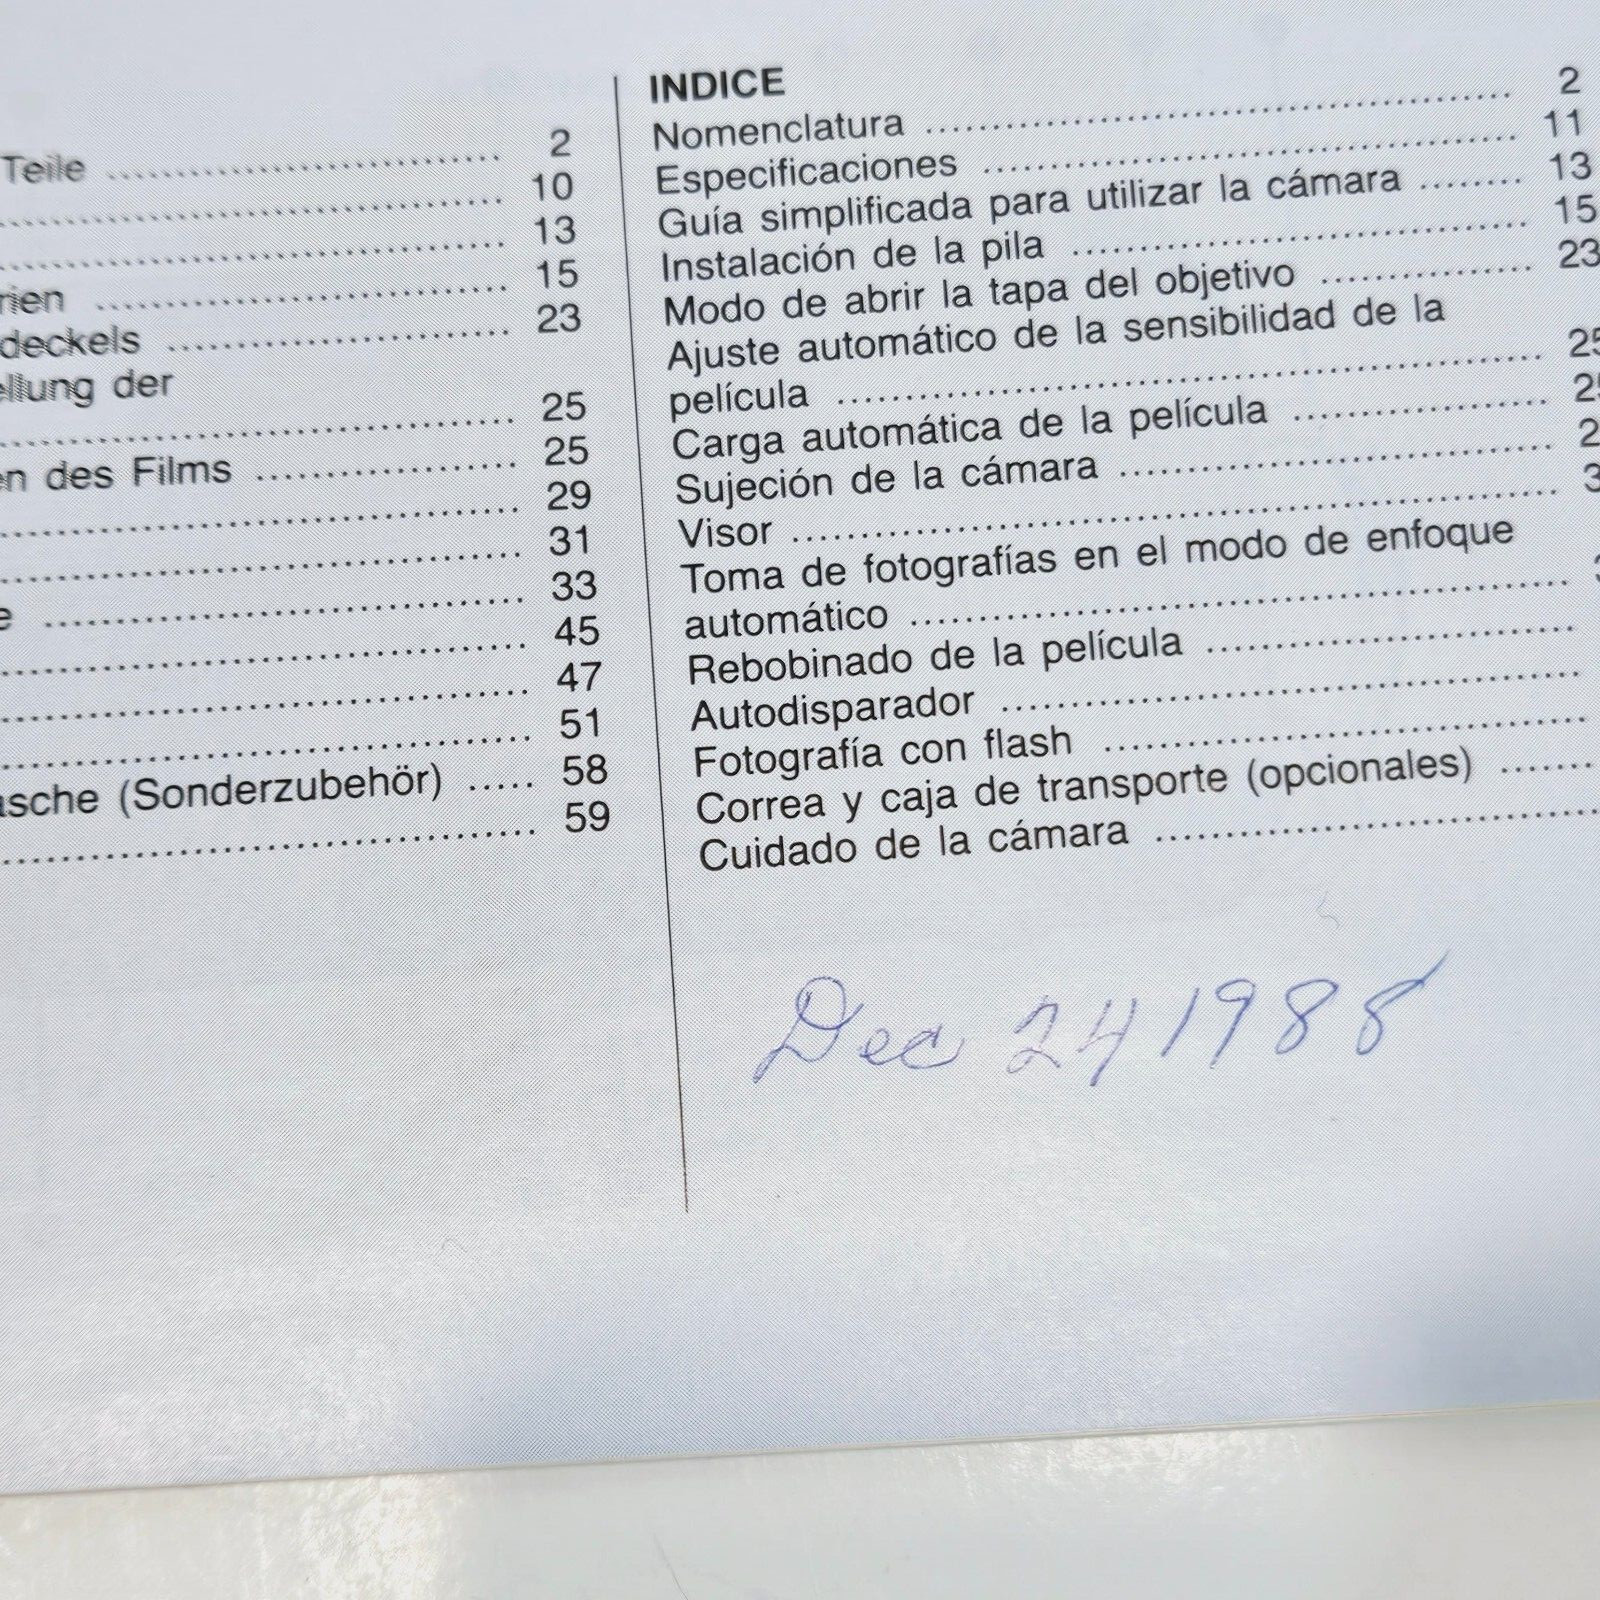 Teile .......... 2
.......... 10
.......... 13
.......... 15
.......... 23
deckels ..........
der
.......... 25
des Films .......... 25
.......... 29
.......... 31
.......... 33
.......... 45
.......... 47
.......... 51
(Sonderzubehör) ..... 58
.......... 59
INDICE
Nomenclatura .......... 2
Especificaciones .......... 11
Guía simplificada para utilizar la cámara ........ 13
Instalación de la pila .......... 15
Modo de abrir la tapa del objetivo .......... 23
Ajuste automático de la sensibilidad de la
película .......... 25
Carga automática de la película ..........
Sujeción de la cámara ..........
Visor ..........
Toma de fotografías en el modo de enfoque
automático ..........
Rebobinado de la película ..........
Autodisparador ..........
Fotografía con flash ..........
Correa y caja de transporte (opcionales) .......
Cuidado de la cámara ..........
Dec 24 1988